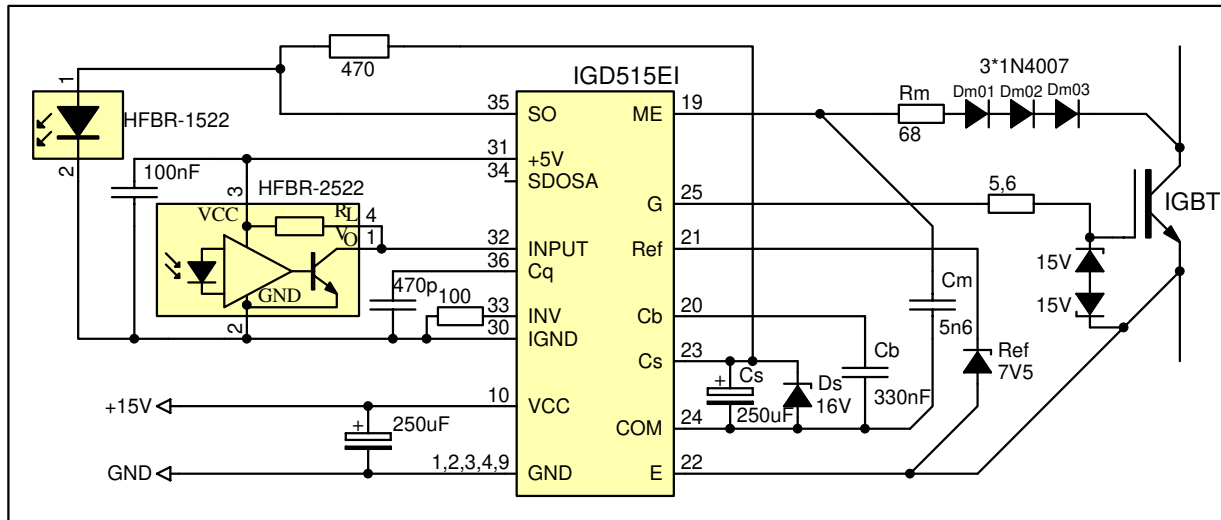 470
IGD515EI
3*1N4007
1
HFBR-1522
2
35
SO
ME
19
Rm
68
Dm01
Dm02
Dm03
31
+5V
34
SDOSA
100nF
3
HFBR-2522
VCC
RL
4
VO
1
GND
2
G
25
5,6
IGBT
32
INPUT
Ref
21
36
Cq
470p
100
33
INV
30
IGND
15V
15V
Cm
5n6
Cb
20
Cb
330nF
Ref
7V5
Cs
23
+
Cs
250uF
Ds
16V
+15V
10
VCC
+
250uF
COM
24
GND
1,2,3,4,9
GND
E
22